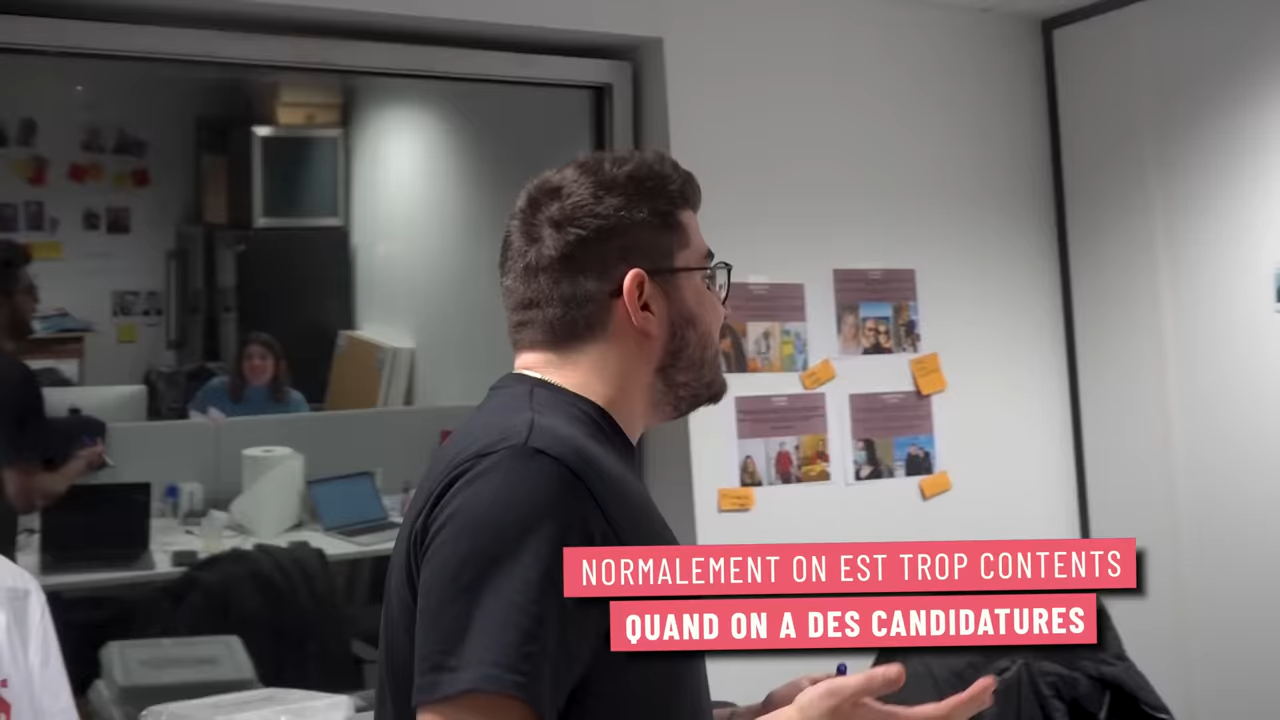 NORMALEMENT ON EST TROP CONTENTS
QUAND ON A DES CANDIDATURES